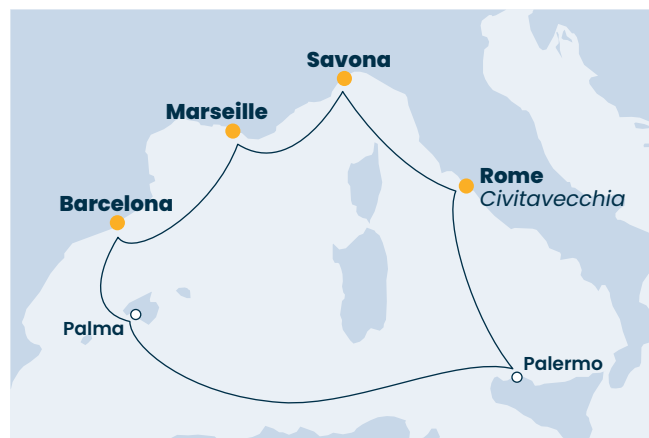 Savona
Marseille
Rome
Civitavecchia
Barcelona
Palma
Palermo